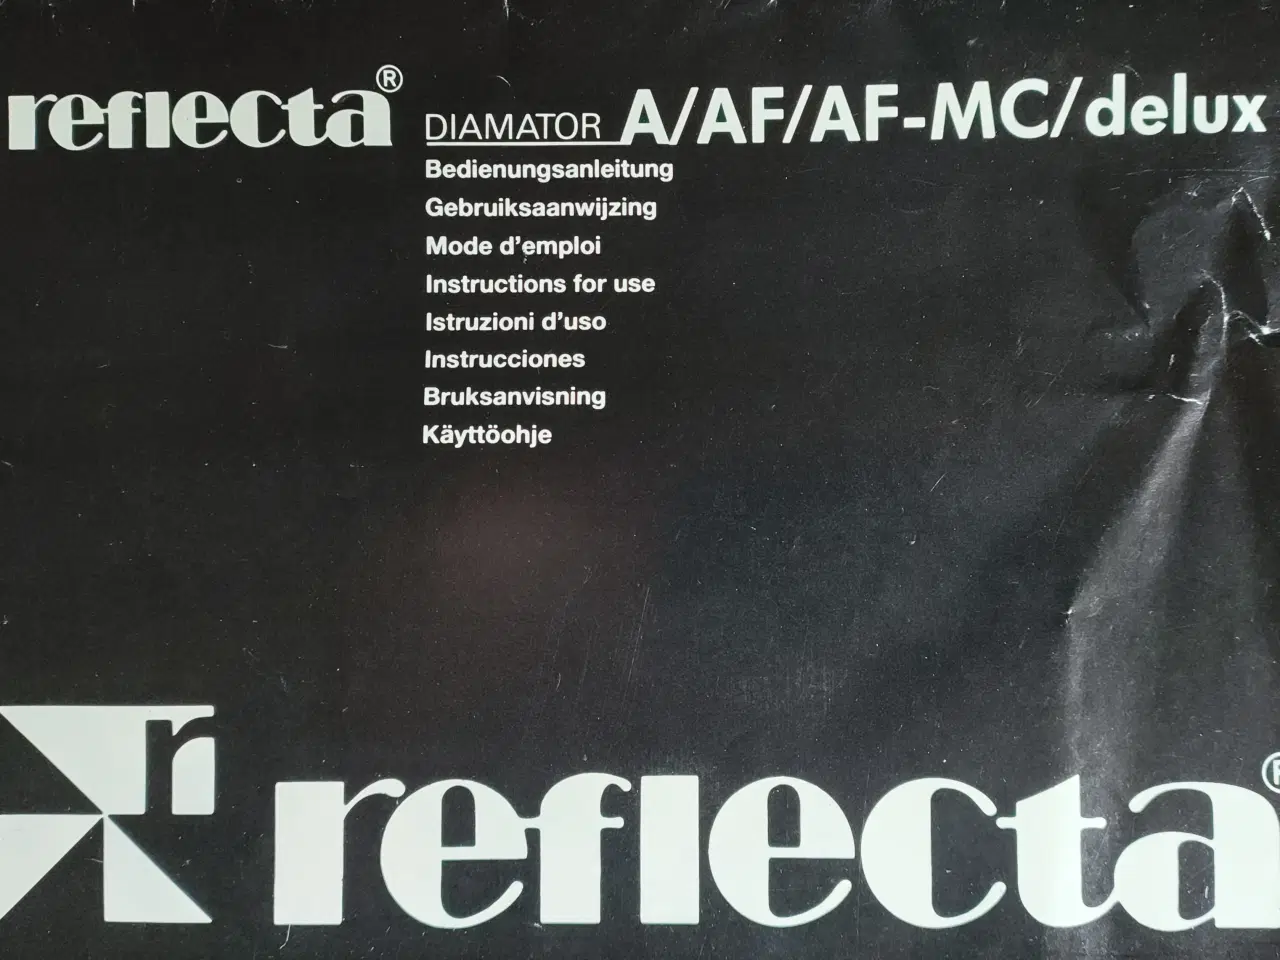 reflecta® DIAMATOR A/AF/AF-MC/delux
Bedienungsanleitung
Gebruiksaanwijzing
Mode d'emploi
Instructions for use
Istruzioni d'uso
Instrucciones
Bruksanvisning
Käyttöohje
r reflecta®